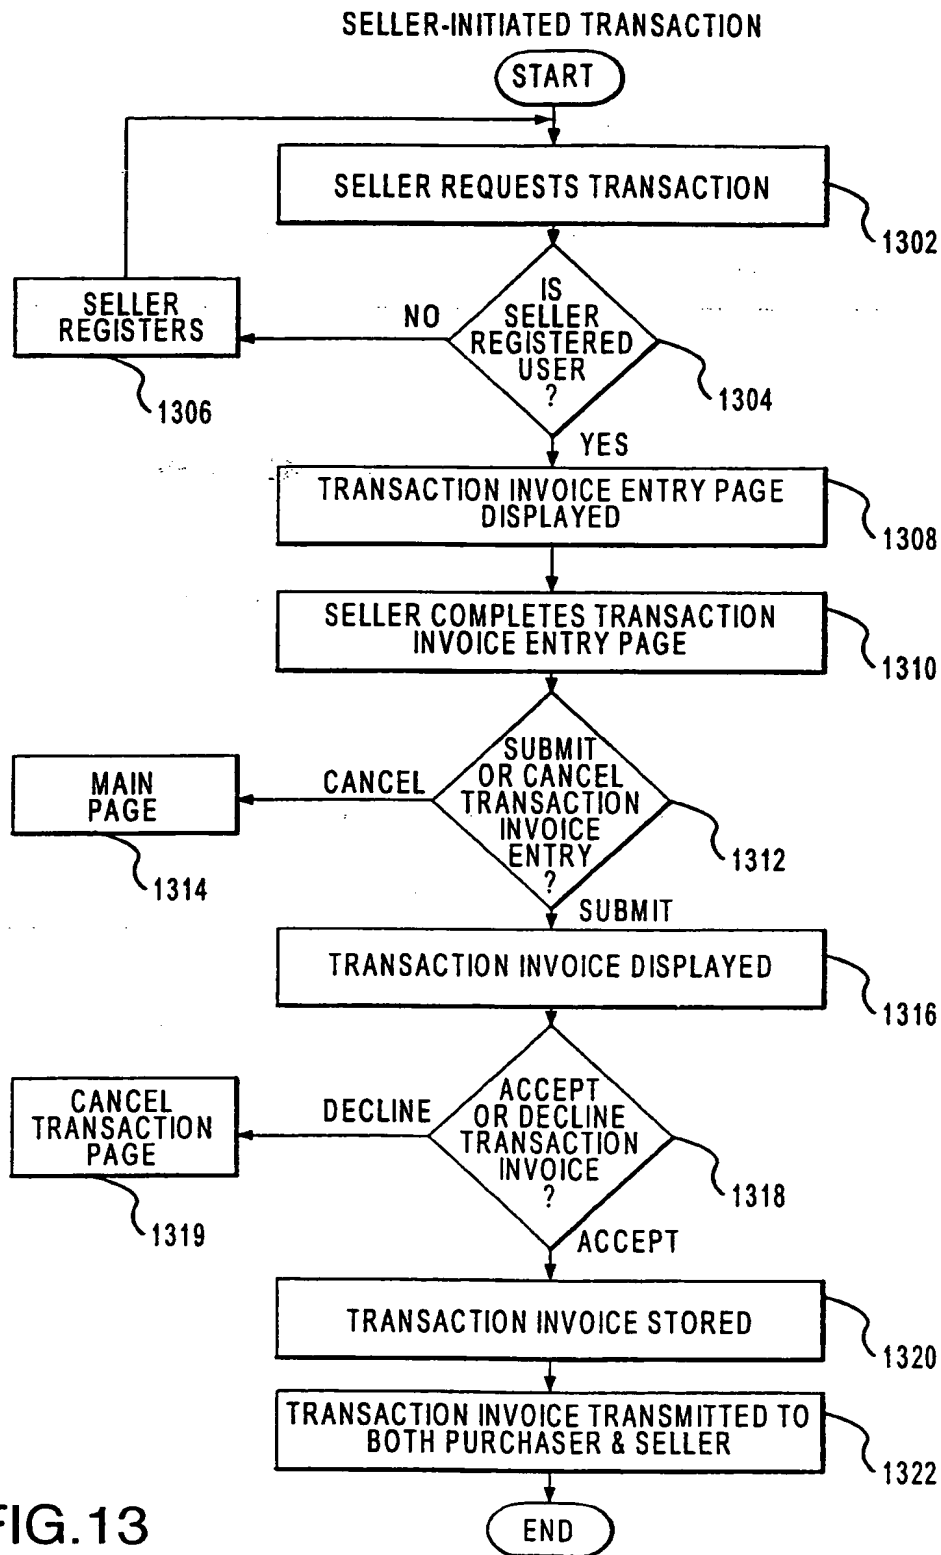 SELLER-INITIATED TRANSACTION
START
SELLER REQUESTS TRANSACTION
1302
IS
SELLER
REGISTERED
USER
?
1304
NO
SELLER
REGISTERS
1306
YES
TRANSACTION INVOICE ENTRY PAGE
DISPLAYED
1308
SELLER COMPLETES TRANSACTION
INVOICE ENTRY PAGE
1310
SUBMIT
OR CANCEL
TRANSACTION
INVOICE
ENTRY
?
1312
CANCEL
MAIN
PAGE
1314
SUBMIT
TRANSACTION INVOICE DISPLAYED
1316
ACCEPT
OR DECLINE
TRANSACTION
INVOICE
?
1318
DECLINE
CANCEL
TRANSACTION
PAGE
1319
ACCEPT
TRANSACTION INVOICE STORED
1320
TRANSACTION INVOICE TRANSMITTED TO
BOTH PURCHASER & SELLER
1322
END
FIG.13